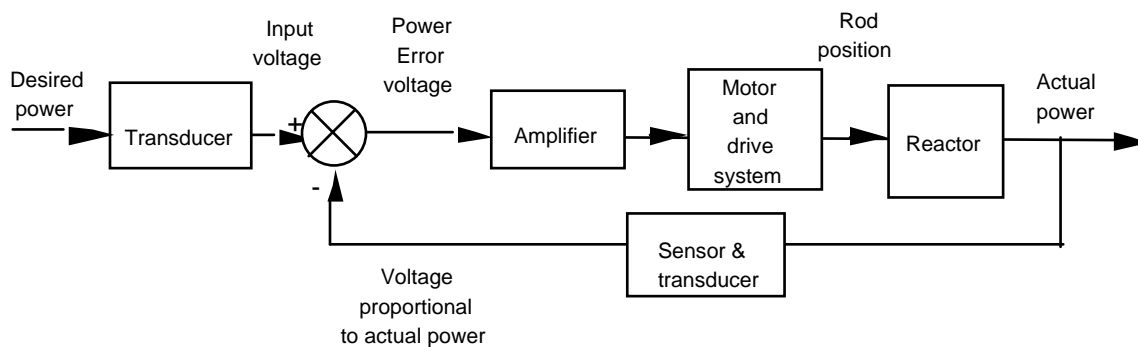 Desired
power
Transducer
Input
voltage
+
-
Power
Error
voltage
Amplifier
Motor
and
drive
system
Rod
position
Reactor
Actual
power
Sensor &
transducer
Voltage
proportional
to actual power